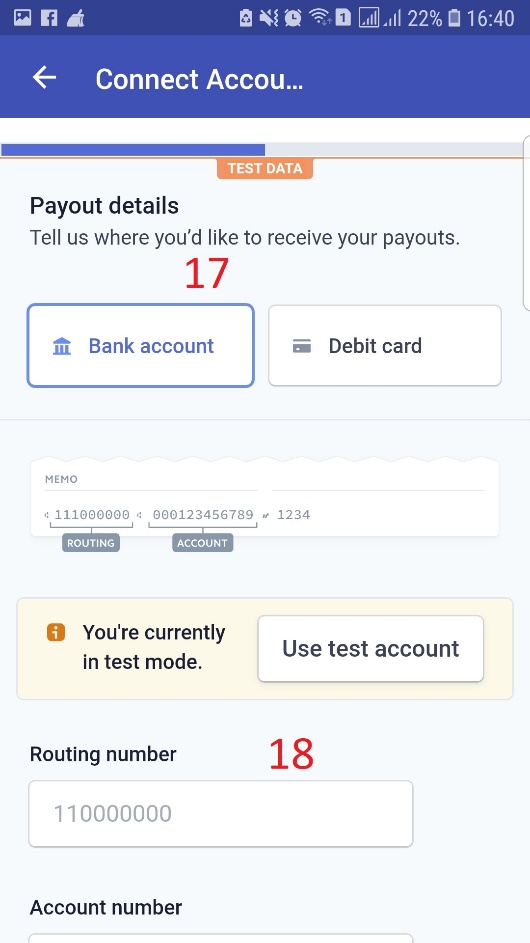 22% 16:40
Connect Accou...
TEST DATA
Payout details
Tell us where you’d like to receive your payouts.
17
Bank account
Debit card
MEMO
⑆ 111000000 ⑆ 000123456789 ⑈ 1234
ROUTING ACCOUNT
You're currently
in test mode.
Use test account
Routing number
18
110000000
Account number